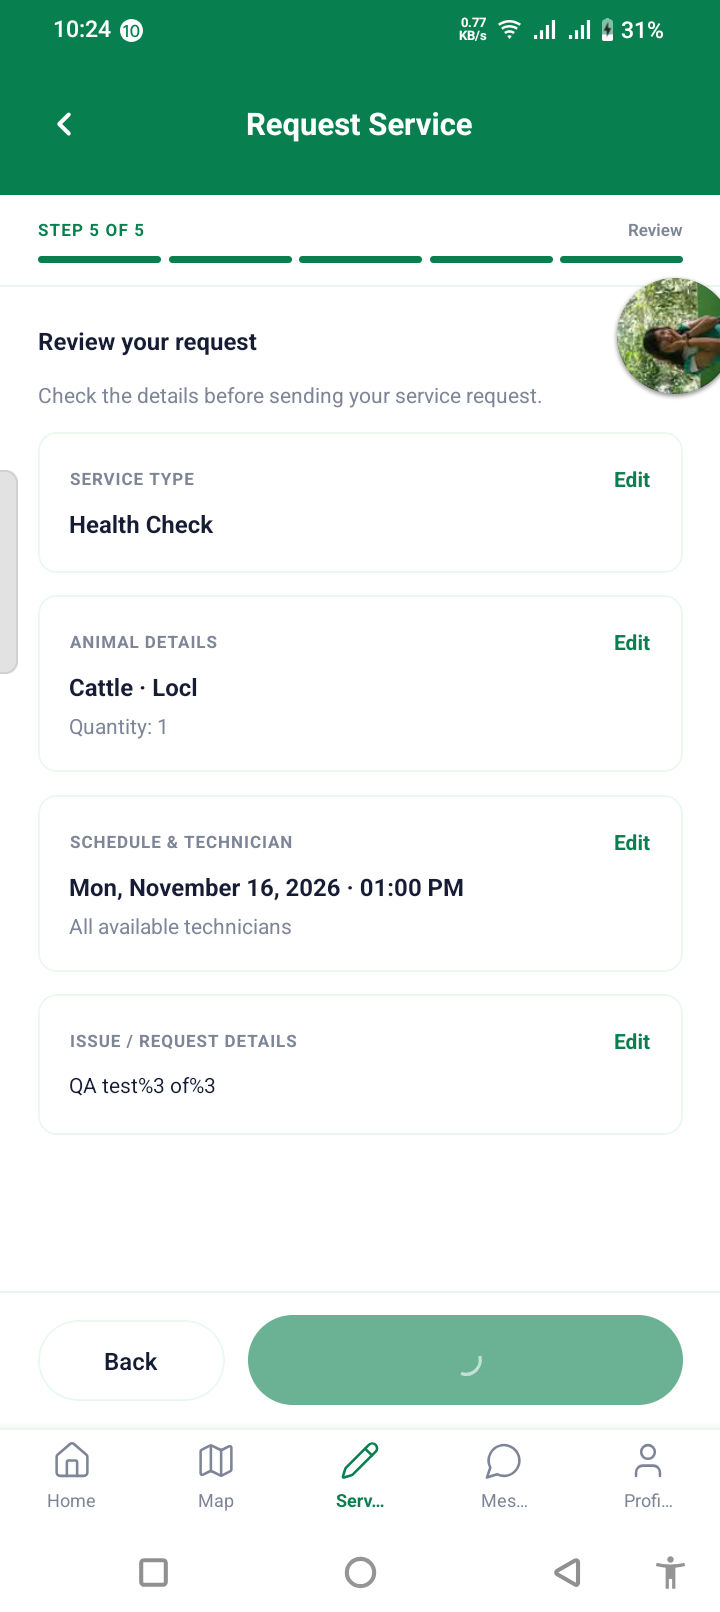 10:24 10 0.77 KB/s 31%
Request Service
STEP 5 OF 5 Review
Review your request
Check the details before sending your service request.
SERVICE TYPE Edit
Health Check
ANIMAL DETAILS Edit
Cattle · Locl
Quantity: 1
SCHEDULE & TECHNICIAN Edit
Mon, November 16, 2026 · 01:00 PM
All available technicians
ISSUE / REQUEST DETAILS Edit
QA test%3 of%3
Back
Home Map Serv... Mes... Profi...